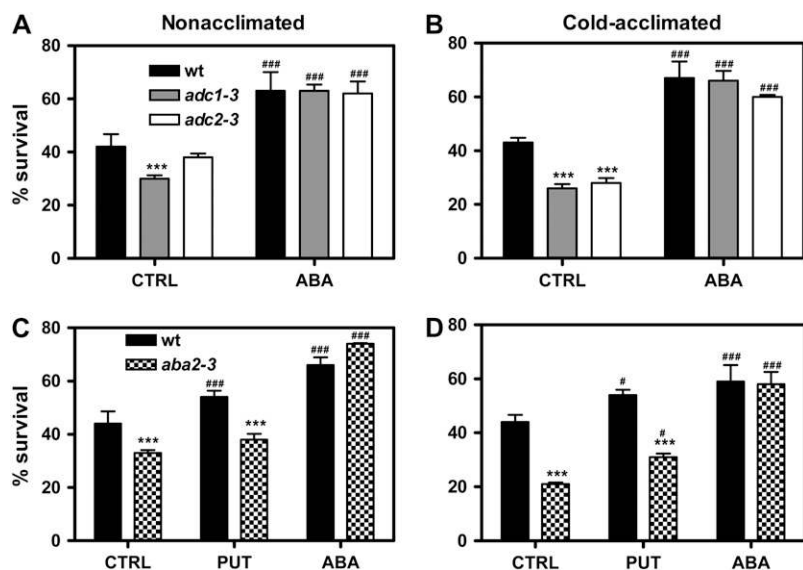 Nonacclimated
Cold-acclimated
A
B
80
60
40
20
0
% survival
wt
adc1-3
adc2-3
***
###
###
###
CTRL
ABA
80
60
40
20
0
% survival
***
***
###
###
###
CTRL
ABA
C
D
80
60
40
20
0
% survival
wt
aba2-3
***
###
***
###
###
CTRL
PUT
ABA
80
60
40
20
0
% survival
***
#
#
***
###
###
CTRL
PUT
ABA